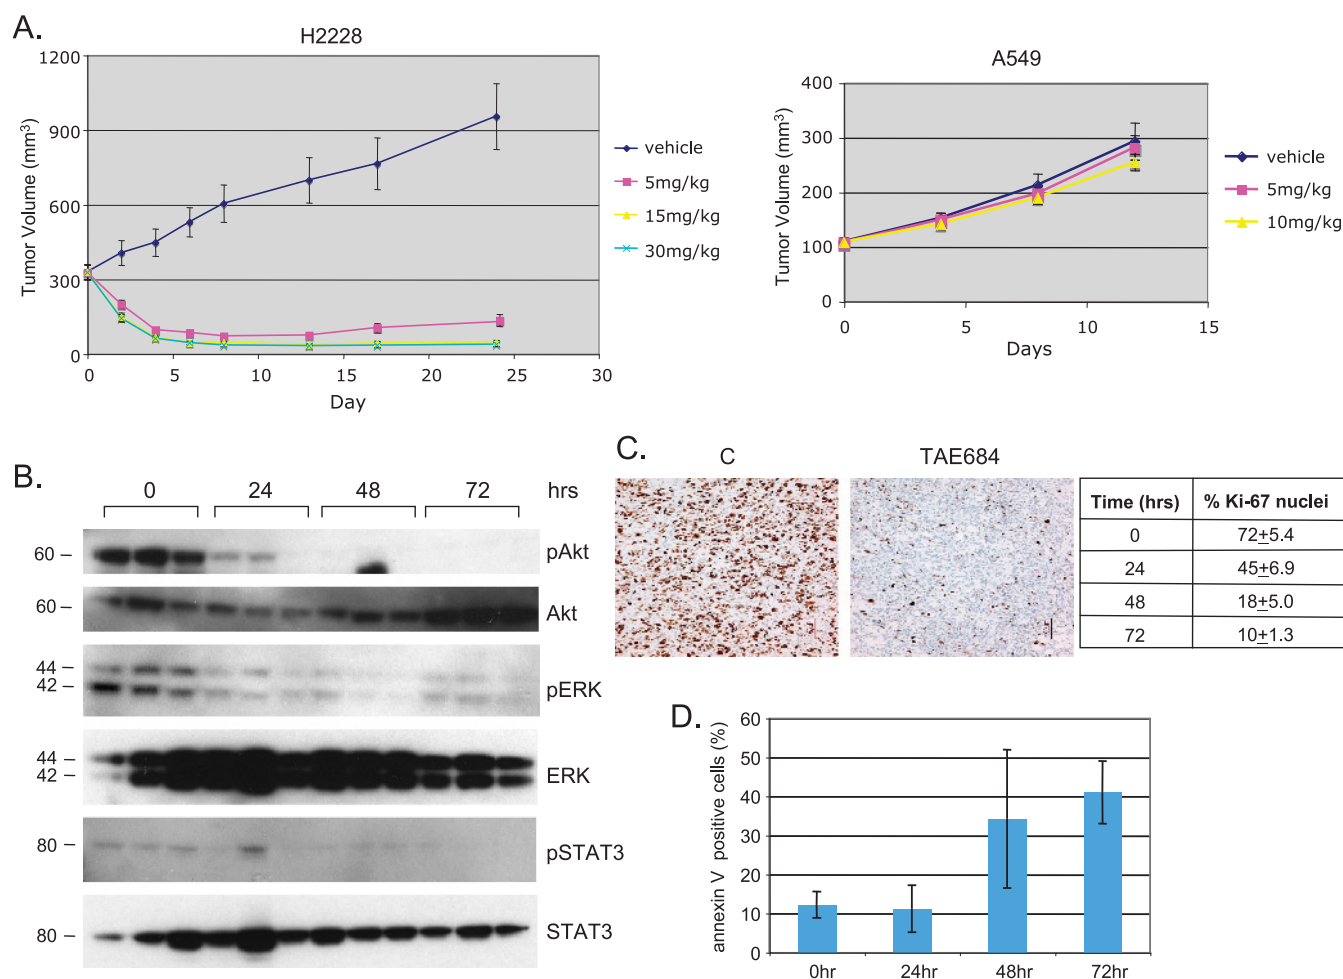 A.
H2228
Tumor Volume (mm³)
1200
900
600
300
0
0 5 10 15 20 25 30
Day
vehicle
5mg/kg
15mg/kg
30mg/kg
A549
Tumor Volume (mm³)
400
300
200
100
0
0 5 10 15
Days
vehicle
5mg/kg
10mg/kg
B.
0 24 48 72 hrs
60 – pAkt
60 – Akt
44 –
42 – pERK
44 –
42 – ERK
80 – pSTAT3
80 – STAT3
C.
C TAE684
Time (hrs) % Ki-67 nuclei
0 72±5.4
24 45±6.9
48 18±5.0
72 10±1.3
D.
annexin V positive cells (%)
60
50
40
30
20
10
0
0hr 24hr 48hr 72hr